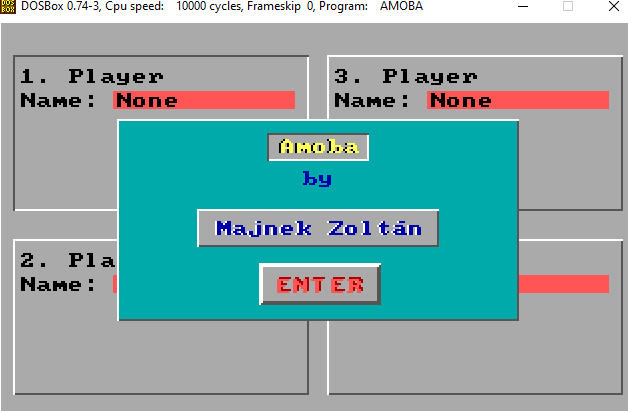 DOSBox 0.74-3, Cpu speed: 10000 cycles, Frameskip 0, Program: AMOBA
1. Player
Name: None
3. Player
Name: None
Amoba
by
Majnek Zoltán
ENTER
2. Pla
Name: